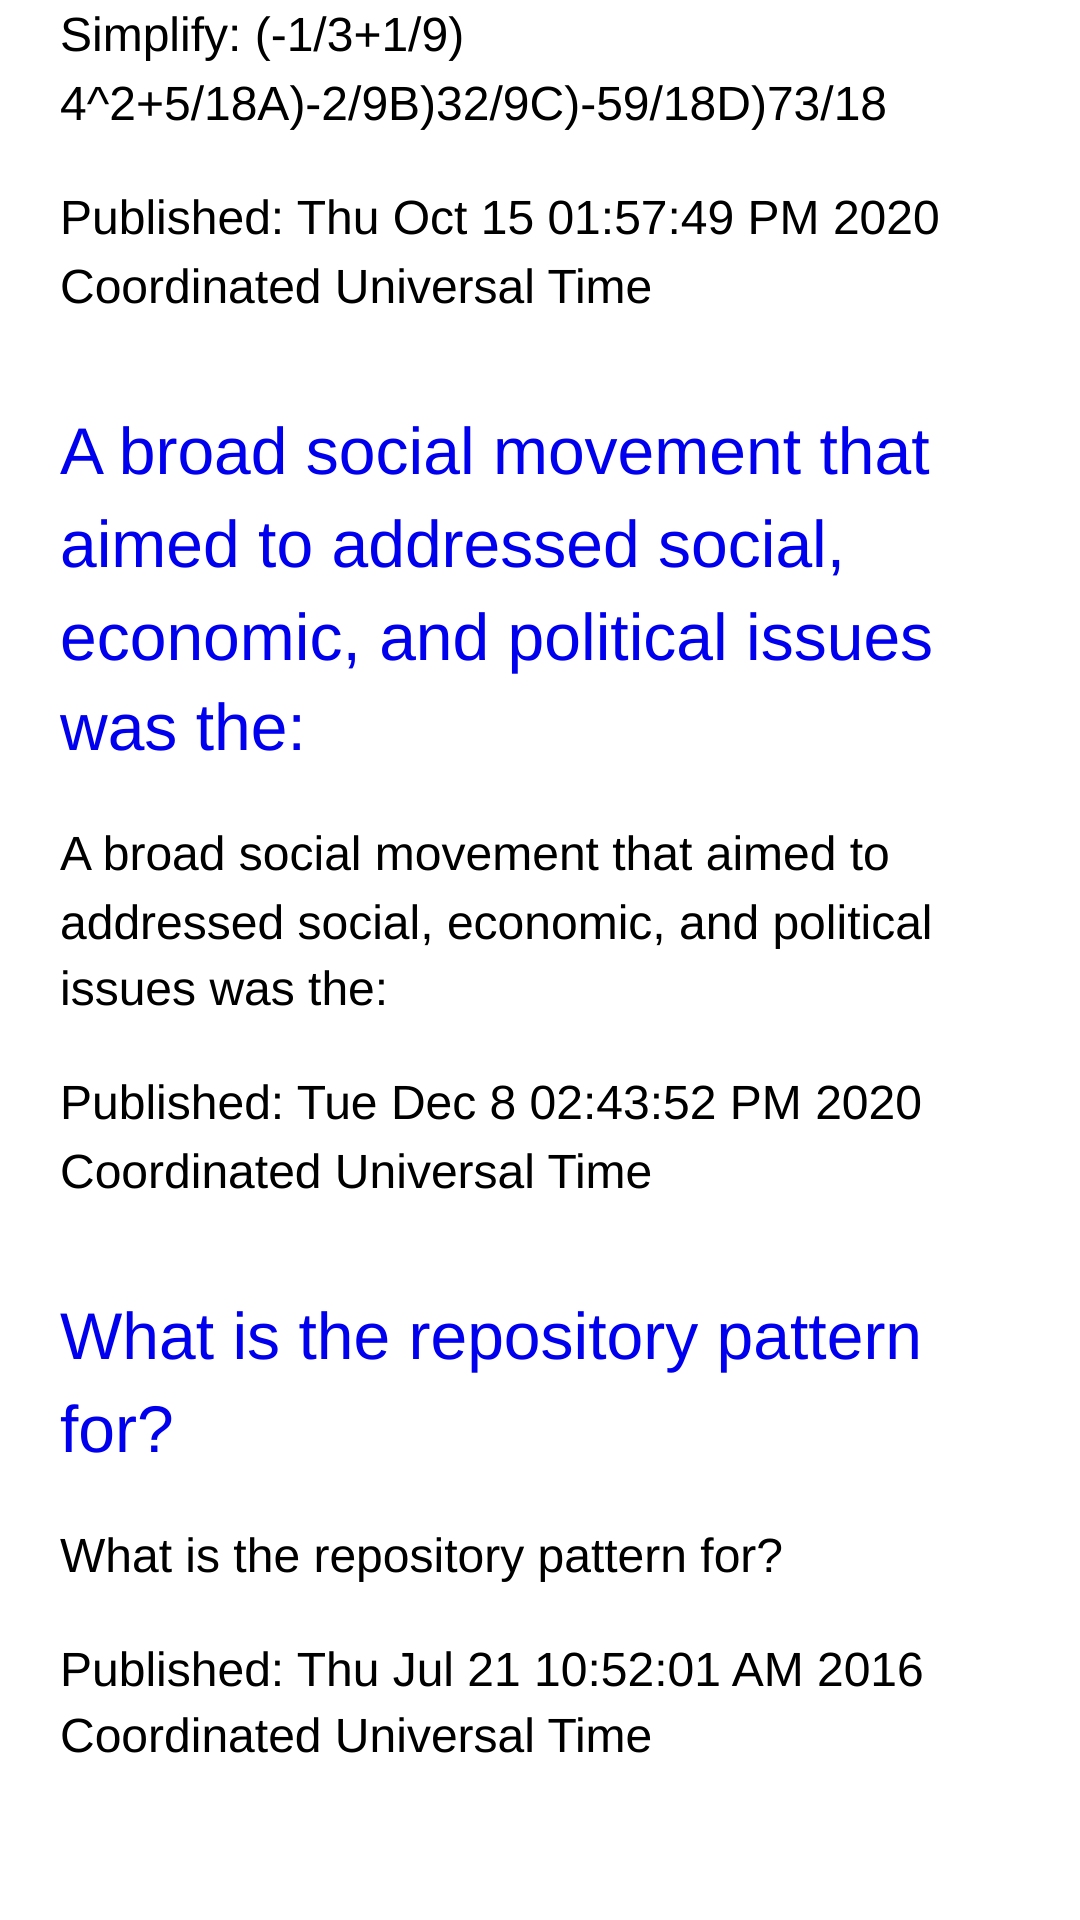 Simplify: (-1/3+1/9)
4^2+5/18A)-2/9B)32/9C)-59/18D)73/18
Published: Thu Oct 15 01:57:49 PM 2020
Coordinated Universal Time
A broad social movement that
aimed to addressed social,
economic, and political issues
was the:
A broad social movement that aimed to
addressed social, economic, and political
issues was the:
Published: Tue Dec 8 02:43:52 PM 2020
Coordinated Universal Time
What is the repository pattern
for?
What is the repository pattern for?
Published: Thu Jul 21 10:52:01 AM 2016
Coordinated Universal Time